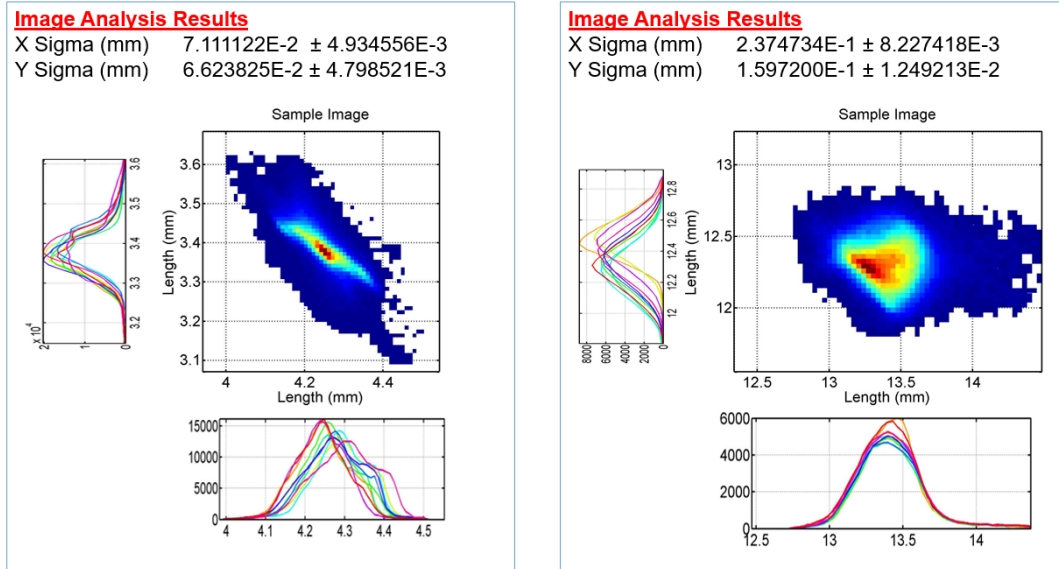 Image Analysis Results
X Sigma (mm) 7.111122E-2 ± 4.934556E-3
Y Sigma (mm) 6.623825E-2 ± 4.798521E-3
Sample Image
3.6
3.5
3.4
3.3
3.2
3.1
Length (mm)
4 4.2 4.4
Length (mm)
3.6
3.5
3.4
3.3
3.2
x 10^4
2 1 0
15000
10000
5000
0
4 4.1 4.2 4.3 4.4 4.5
Image Analysis Results
X Sigma (mm) 2.374734E-1 ± 8.227418E-3
Y Sigma (mm) 1.597200E-1 ± 1.249213E-2
Sample Image
13
12.5
12
Length (mm)
12.5 13 13.5 14
Length (mm)
12.8
12.6
12.4
12.2
12
8000 6000 4000 2000 0
6000
4000
2000
0
12.5 13 13.5 14